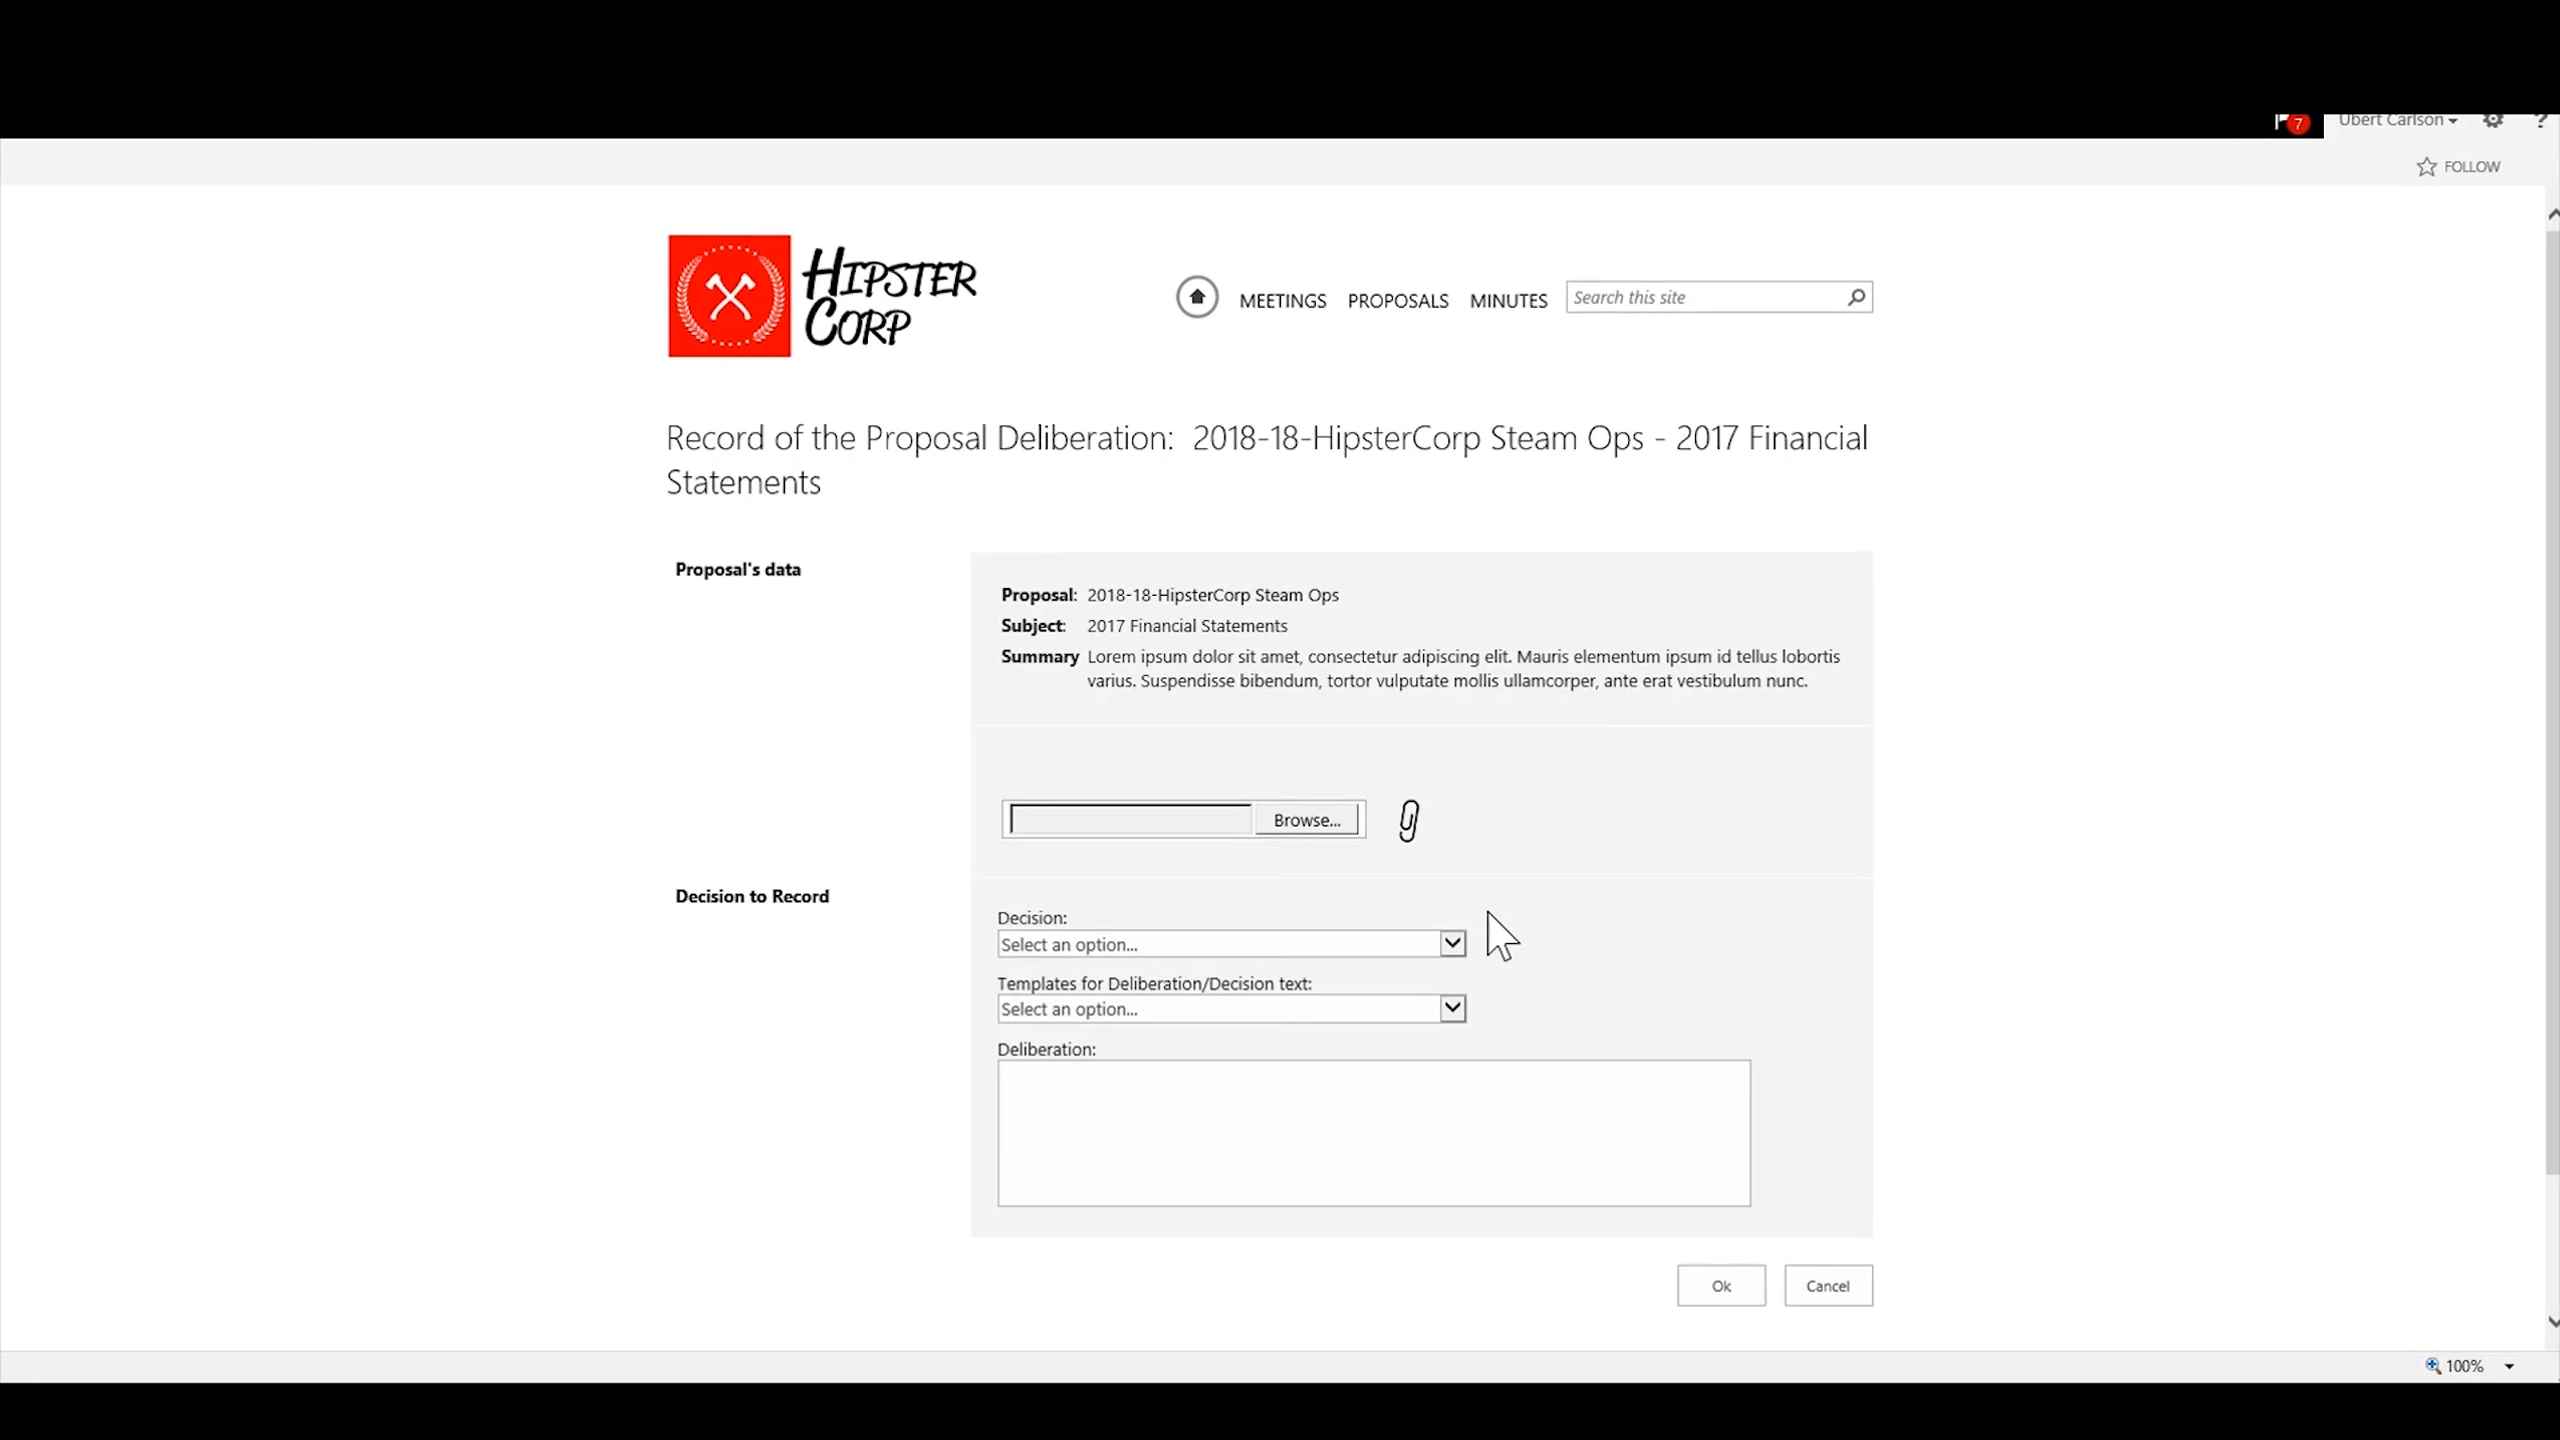 7 Ubert Carlson ?
FOLLOW
HIPSTER
CORP
MEETINGS PROPOSALS MINUTES Search this site
Record of the Proposal Deliberation: 2018-18-HipsterCorp Steam Ops - 2017 Financial
Statements
Proposal's data
Proposal: 2018-18-HipsterCorp Steam Ops
Subject: 2017 Financial Statements
Summary Lorem ipsum dolor sit amet, consectetur adipiscing elit. Mauris elementum ipsum id tellus lobortis
varius. Suspendisse bibendum, tortor vulputate mollis ullamcorper, ante erat vestibulum nunc.
Browse...
Decision to Record
Decision:
Select an option...
Templates for Deliberation/Decision text:
Select an option...
Deliberation:
Ok Cancel
100%